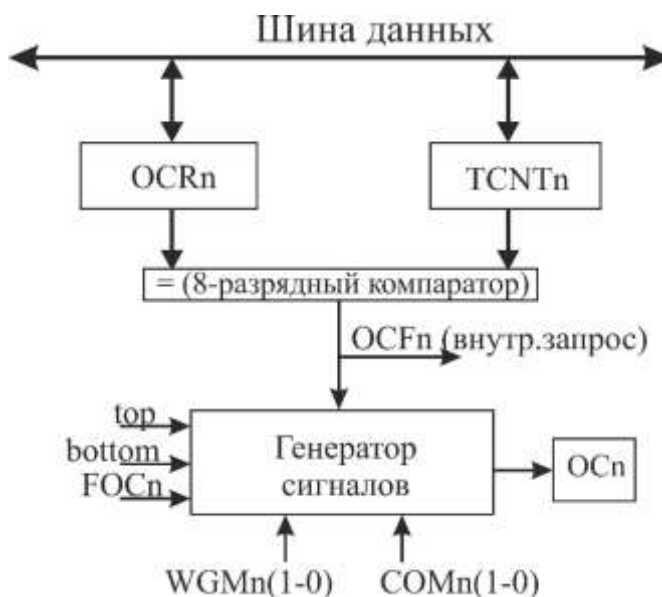 Шина данных
OCRn
TCNTn
= (8-разрядный компаратор)
OCFn (внутр.запрос)
top
bottom
FOCn
Генератор
сигналов
OCn
WGMn(1-0)
COMn(1-0)